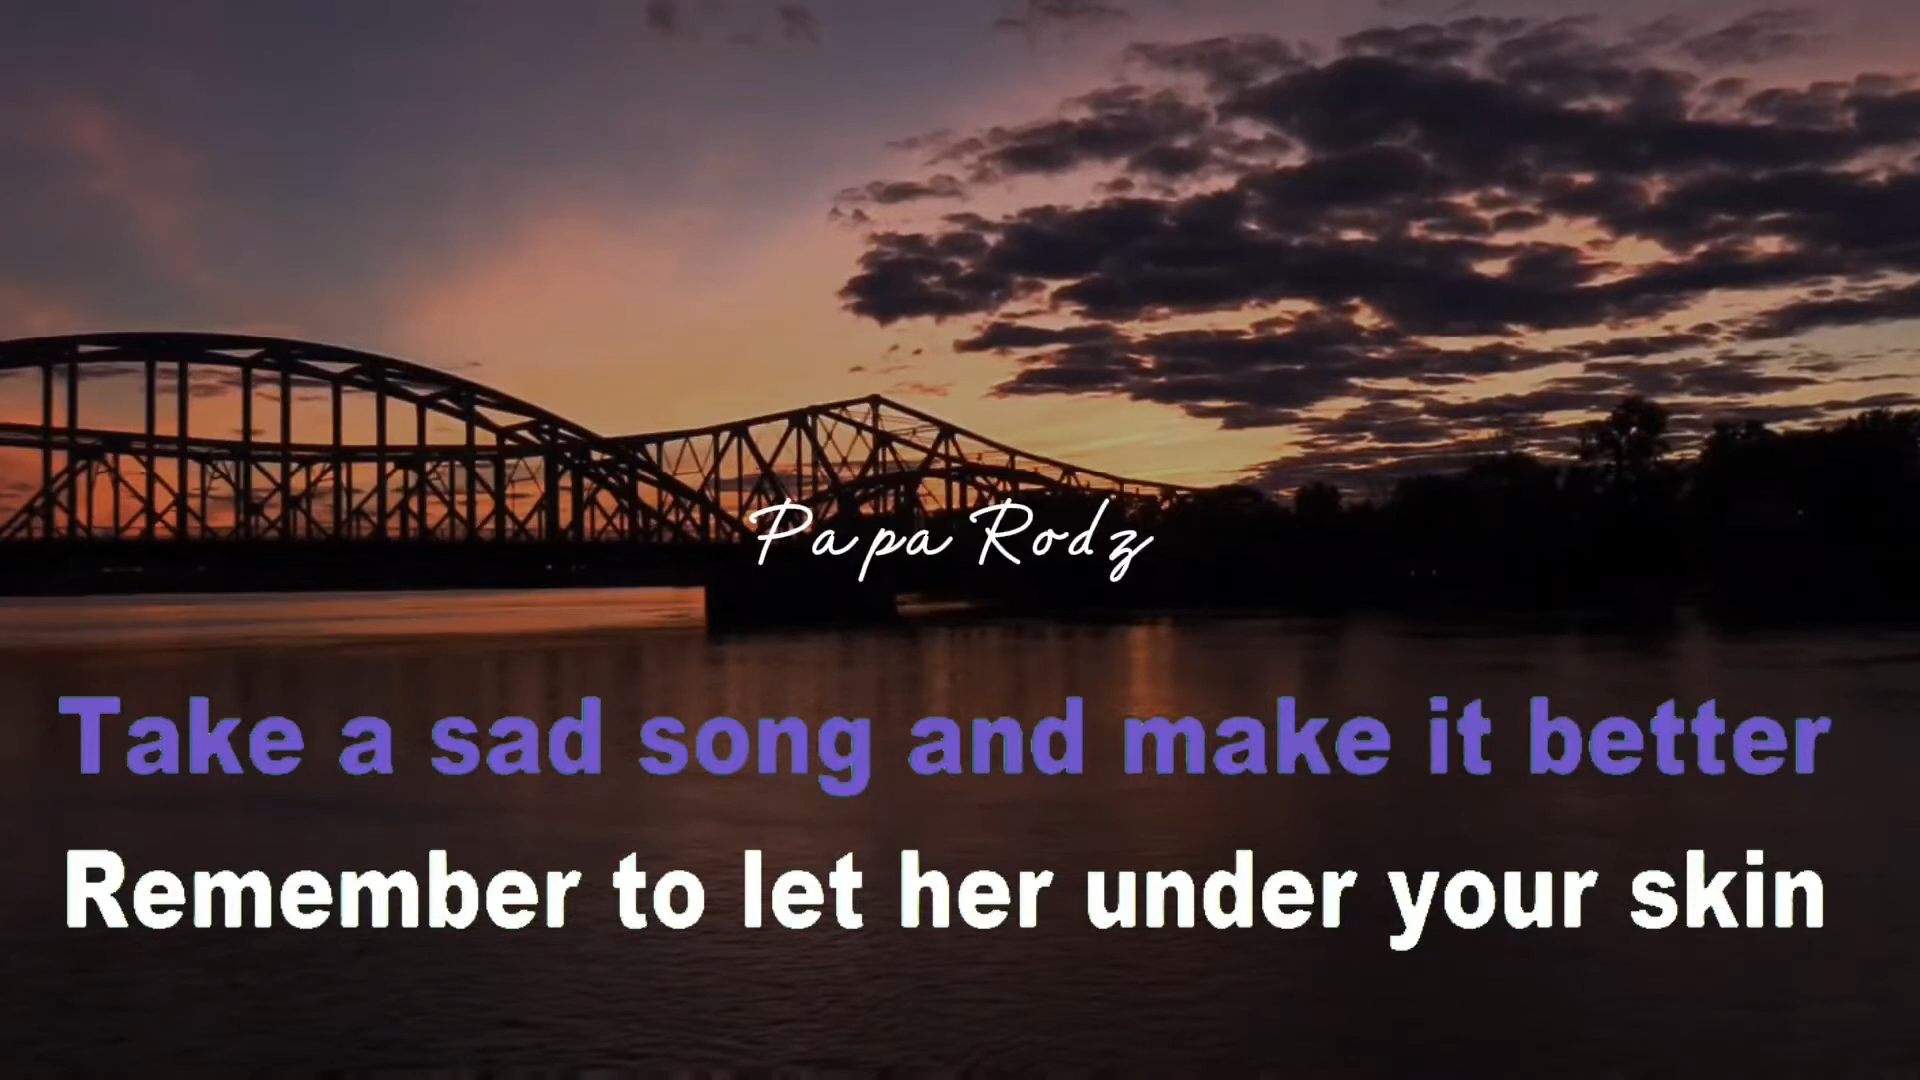 Papa Rodz
Take a sad song and make it better
Remember to let her under your skin